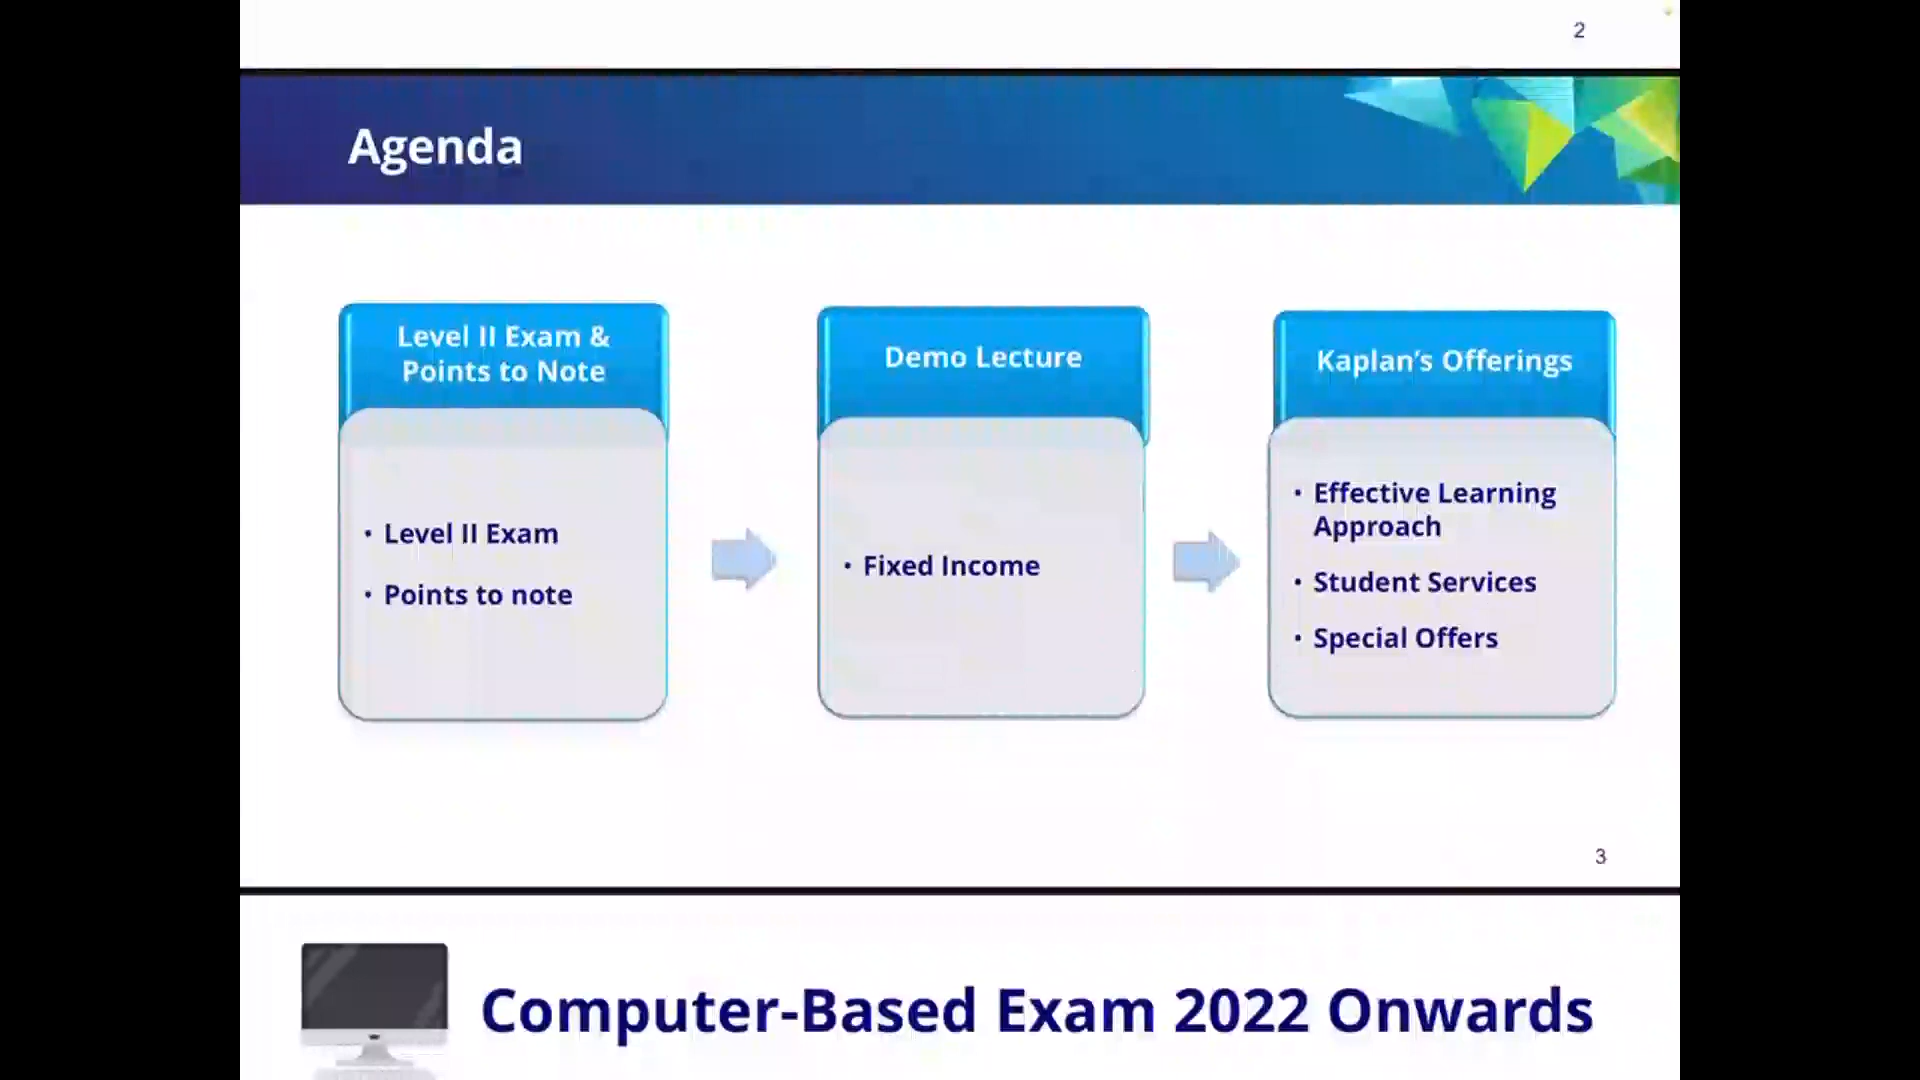 2
Agenda
Level II Exam &
Points to Note
• Level II Exam
• Points to note
Demo Lecture
• Fixed Income
Kaplan’s Offerings
• Effective Learning
Approach
• Student Services
• Special Offers
3
Computer-Based Exam 2022 Onwards